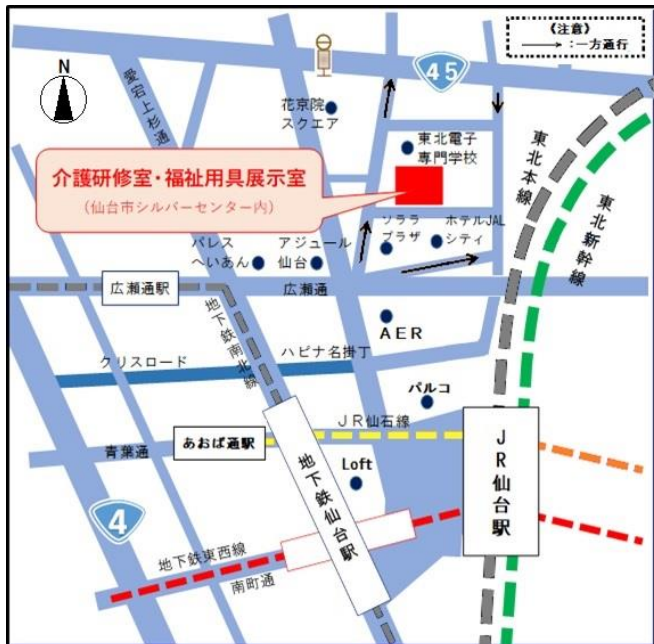 《注意》
:一方通行
N
45
愛宕上杉通
花京院
スクエア
東北電子
専門学校
東北本線
東北新幹線
介護研修室・福祉用具展示室
(仙台市シルバーセンター内)
ソララ
プラザ
ホテルJAL
シティ
パレス
へいあん
アジュール
仙台
広瀬通駅
広瀬通
地下鉄南北線
AER
クリスロード
ハピナ名掛丁
パルコ
JR仙石線
あおば通駅
青葉通
Loft
地下鉄仙台駅
JR仙台駅
4
地下鉄東西線
南町通